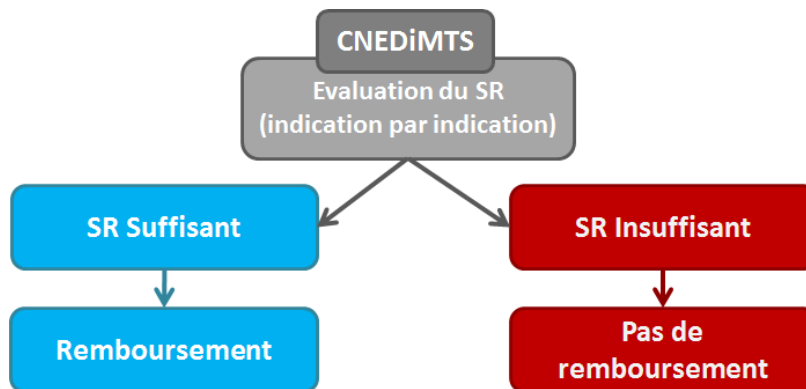 CNEDiMTS
Evaluation du SR
(indication par indication)
SR Suffisant
SR Insuffisant
Remboursement
Pas de
remboursement